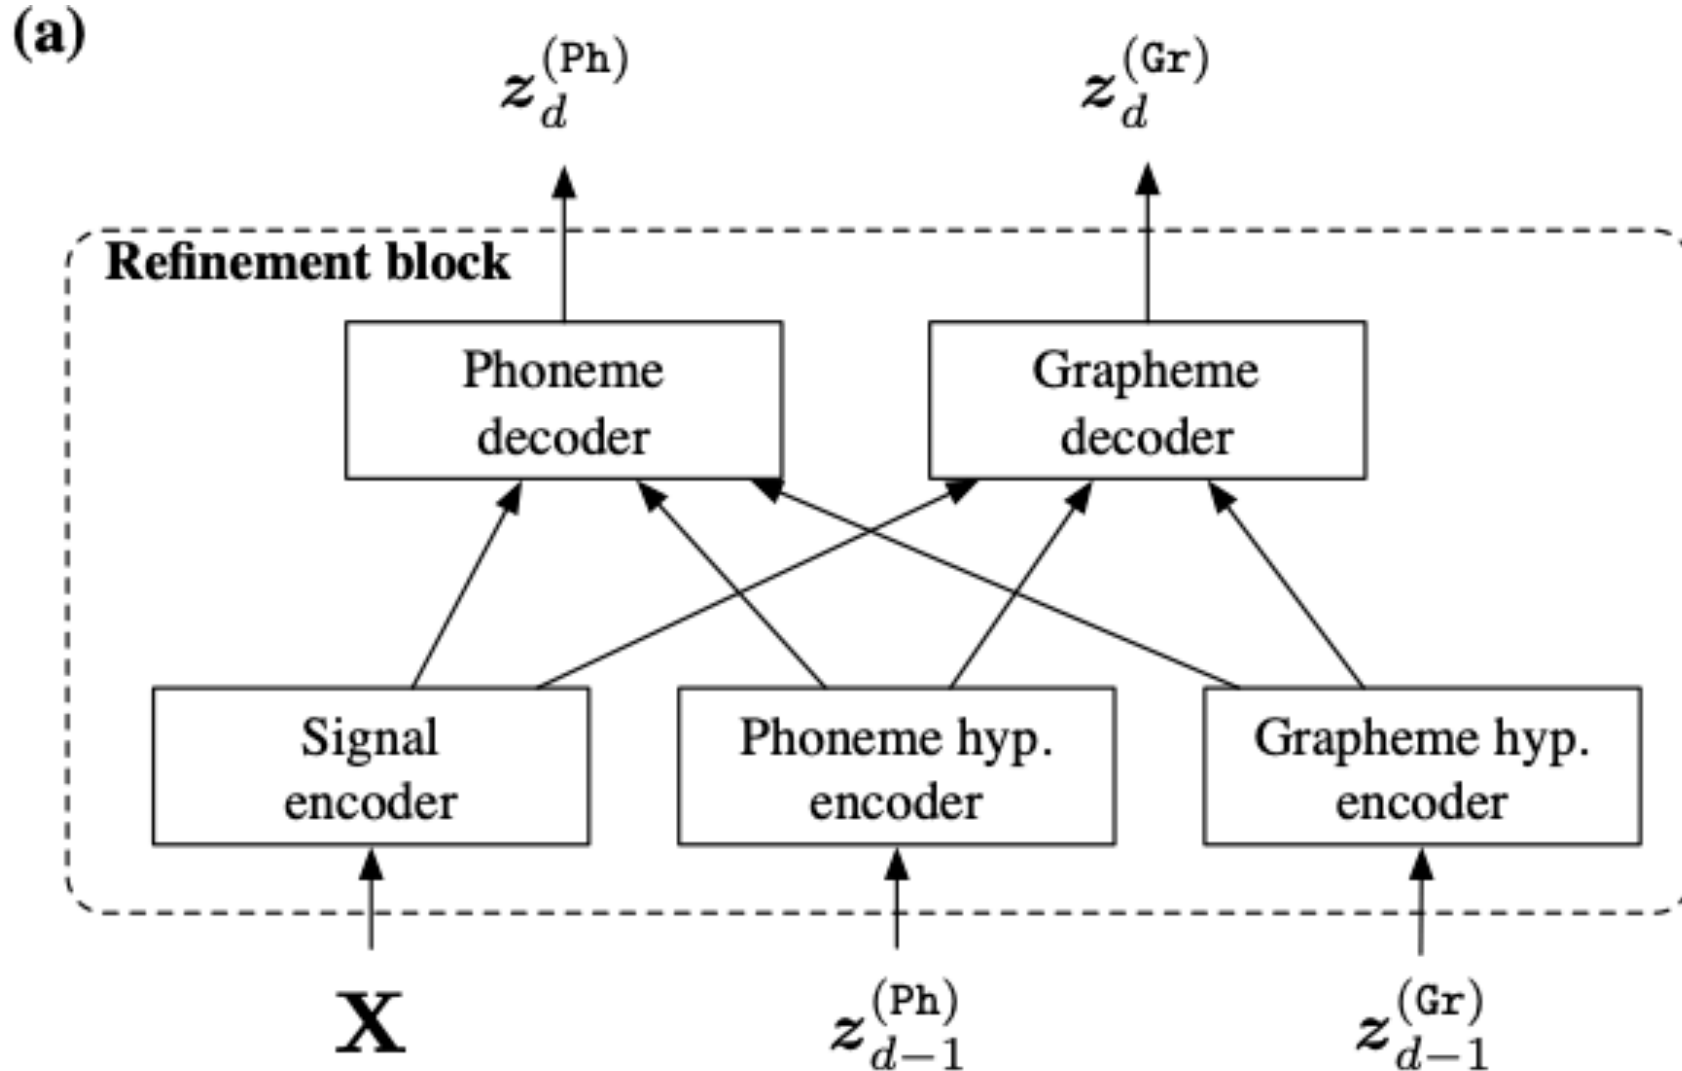 (a)
z_d^(Ph) z_d^(Gr)
Refinement block
Phoneme
decoder
Grapheme
decoder
Signal
encoder
Phoneme hyp.
encoder
Grapheme hyp.
encoder
X z_{d-1}^(Ph) z_{d-1}^(Gr)